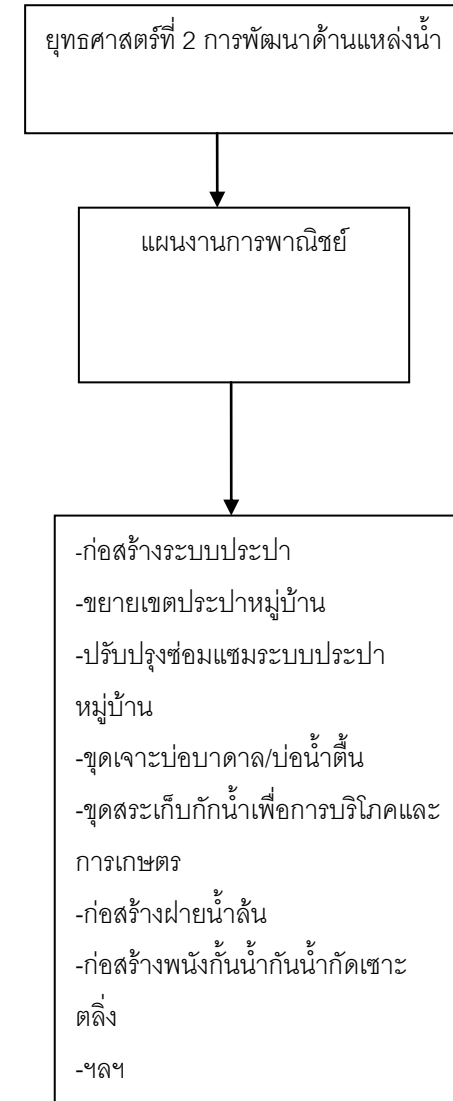 ยุทธศาสตร์ที่ 2 การพัฒนาด้านแหล่งน้ำ
แผนงานการพาณิชย์
-ก่อสร้างระบบประปา
-ขยายเขตประปาหมู่บ้าน
-ปรับปรุงซ่อมแซมระบบประปา
หมู่บ้าน
-ขุดเจาะบ่อบาดาล/บ่อน้ำตื้น
-ขุดสระเก็บกักน้ำเพื่อการบริโภคและ
การเกษตร
-ก่อสร้างฝายน้ำล้น
-ก่อสร้างพนังกั้นน้ำกันน้ำกัดเซาะ
ตลิ่ง
-ฯลฯ